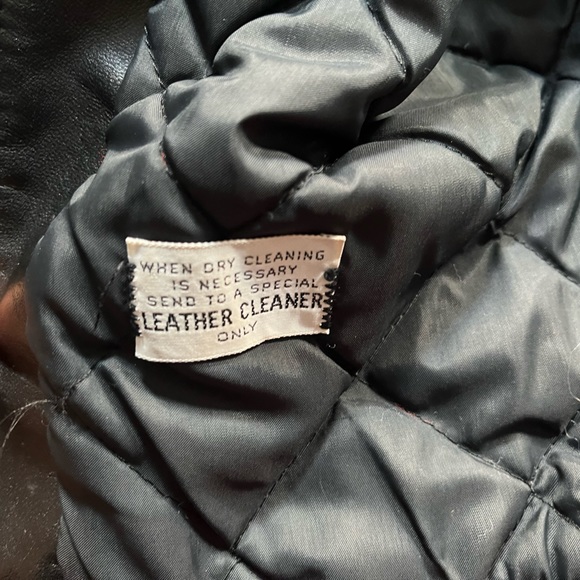 WHEN DRY CLEANING
IS NECESSARY
SEND TO A SPECIAL
LEATHER CLEANER
ONLY